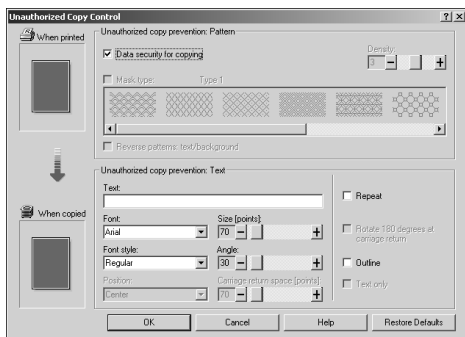 Unauthorized Copy Control
When printed
Unauthorized copy prevention: Pattern
Data security for copying
Density:
3
Mask type:
Type 1
Reverse patterns: text/background
When copied
Unauthorized copy prevention: Text
Text:
Font:
Arial
Size [points]:
70
Font style:
Regular
Angle:
30
Position:
Center
Carriage return space [points]:
70
Repeat
Rotate 180 degrees at
carriage return
Outline
Text only
OK
Cancel
Help
Restore Defaults